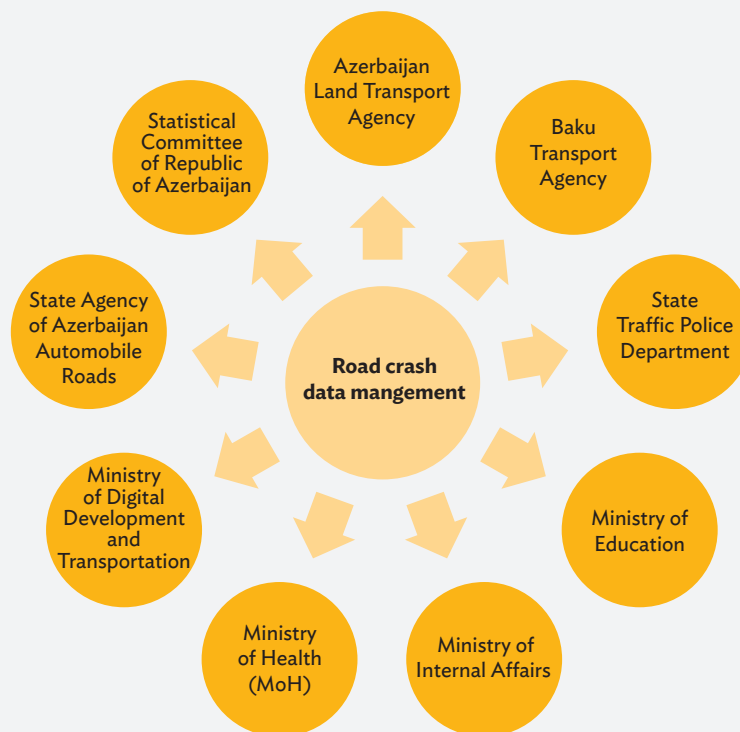 Azerbaijan
Land Transport
Agency
Baku
Transport
Agency
State
Traffic Police
Department
Ministry of
Education
Ministry of
Internal Affairs
Ministry
of Health
(MoH)
Ministry
of Digital
Development
and
Transportation
State Agency
of Azerbaijan
Automobile
Roads
Statistical
Committee
of Republic
of Azerbaijan
Road crash
data mangement